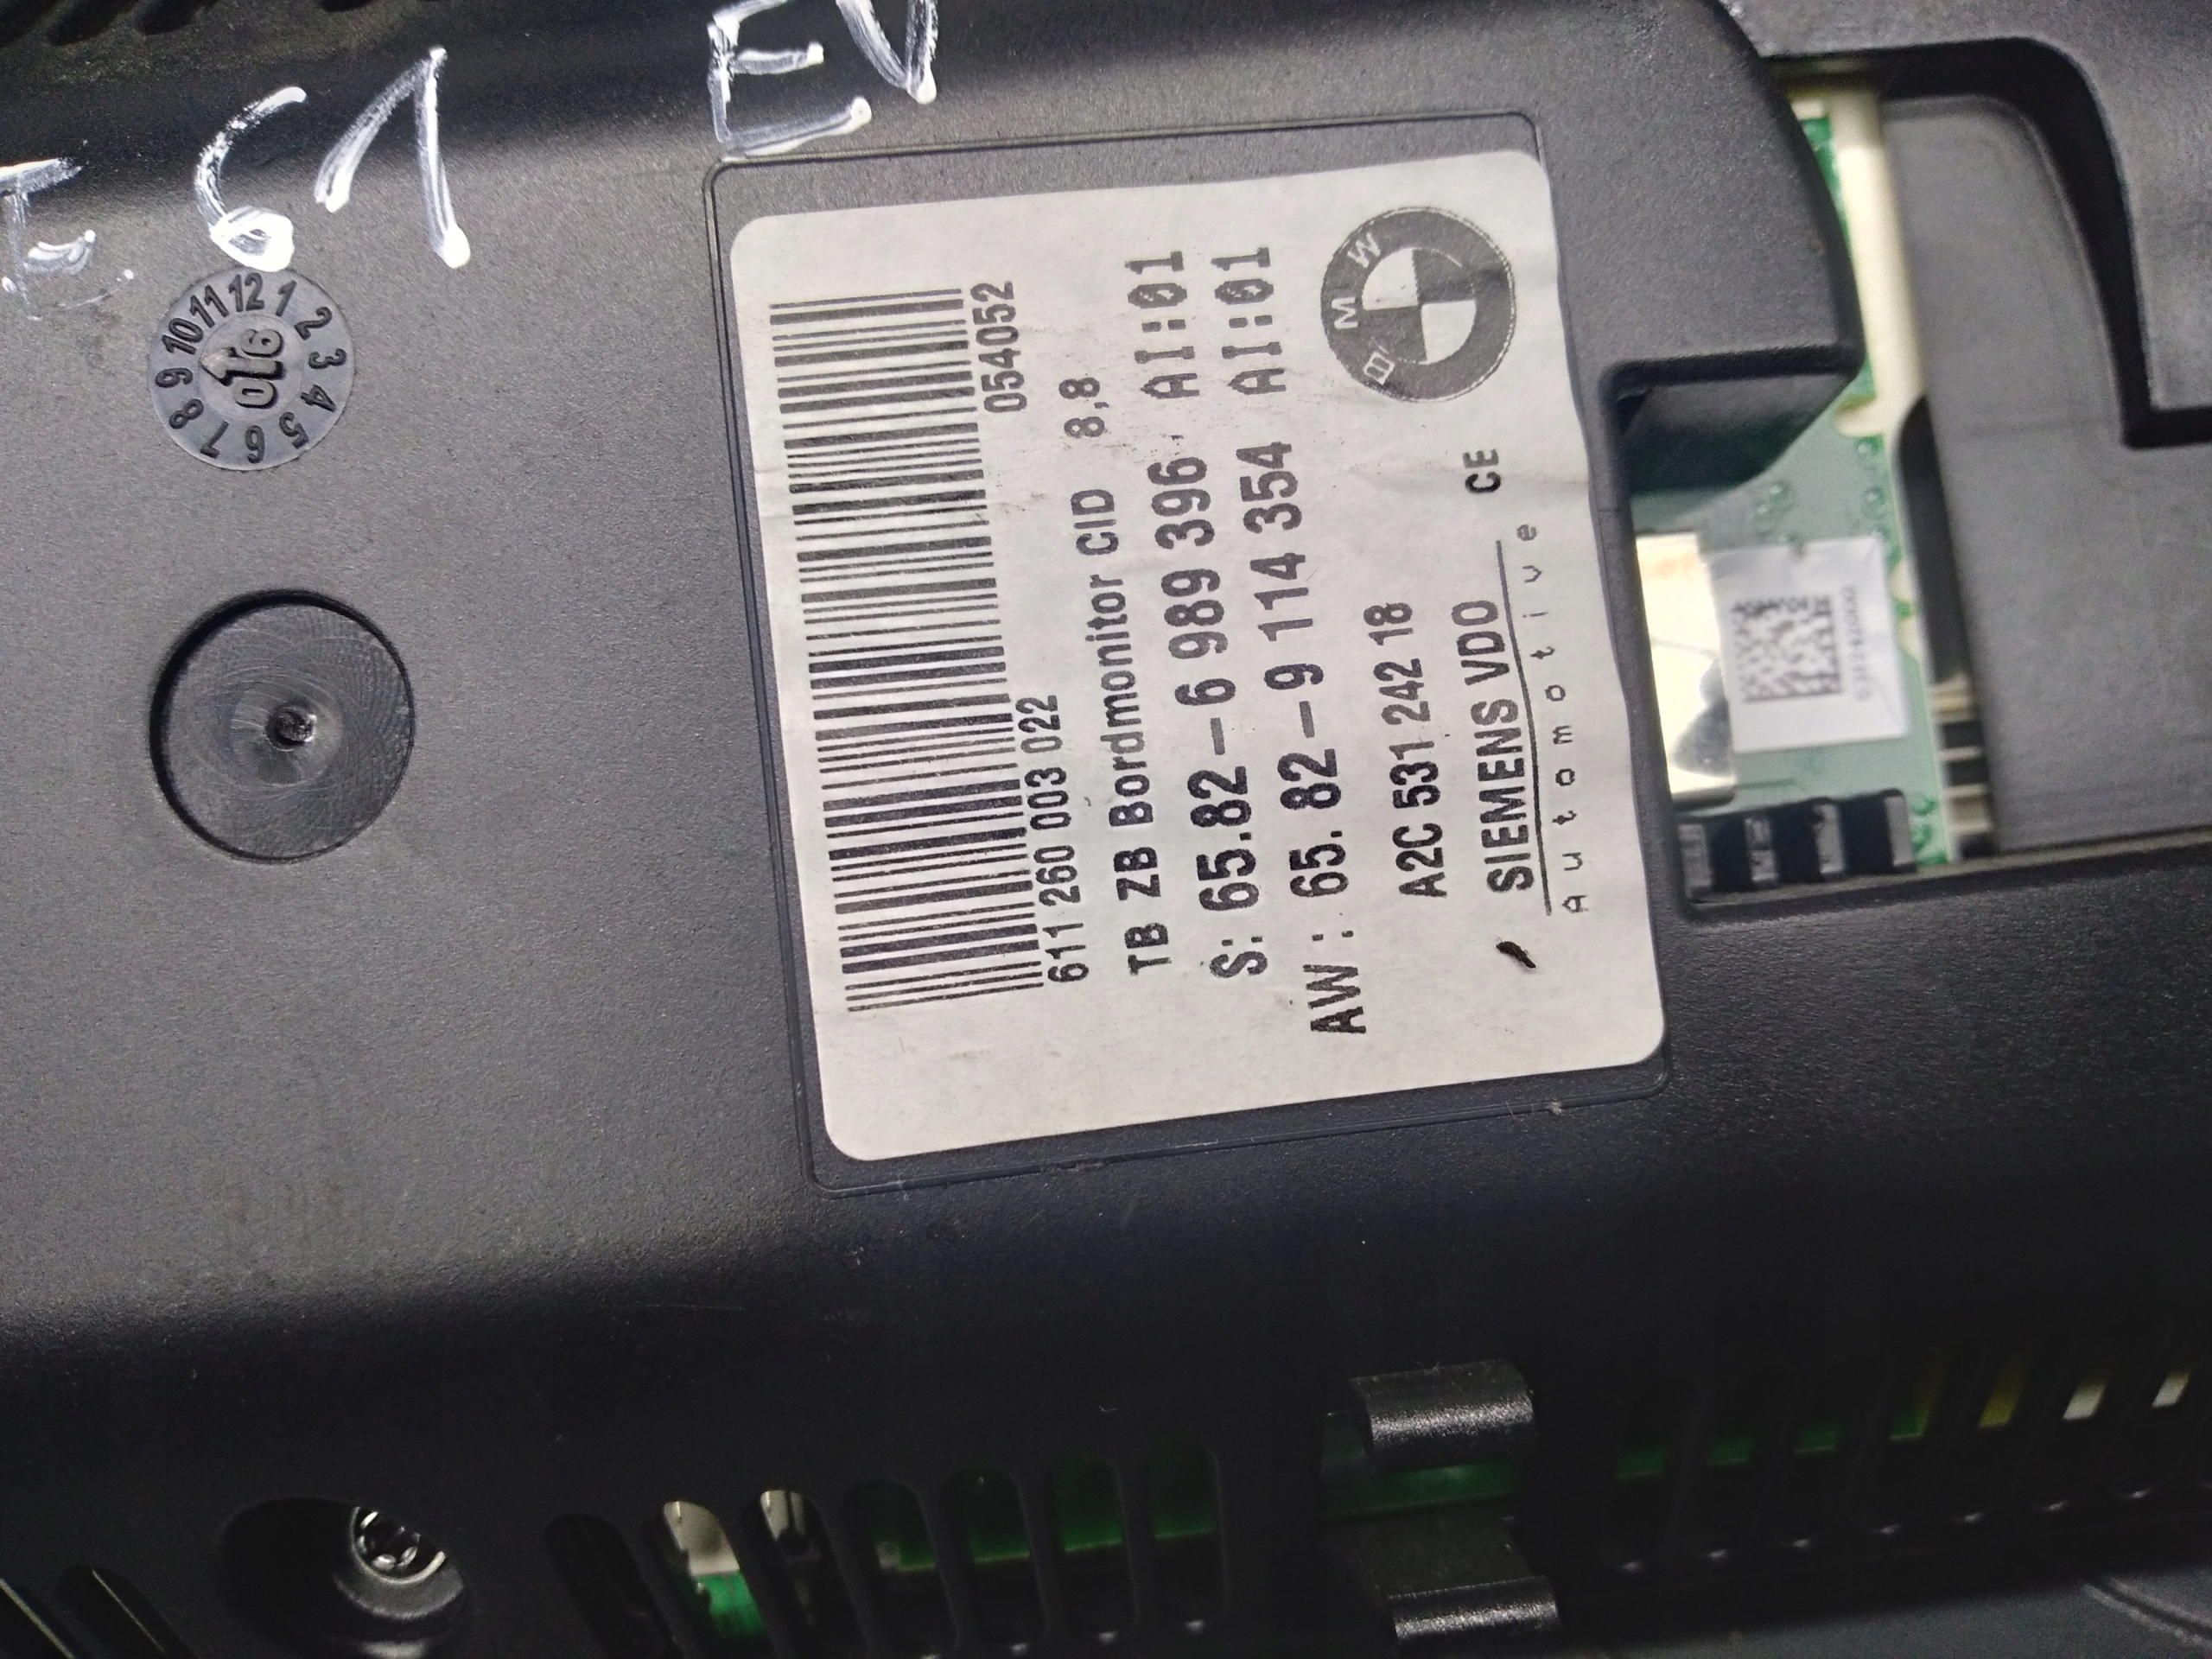 E61
E
054052
611 260 003 022
TB ZB Bordmonitor CID 8,8
S: 65.82-6 989 396 AI:01
AW: 65.82-9 114 354 AI:01
A2C 531 242 18
SIEMENS VDO
Automotive
CE
BMW
12 1 2 3 4 5 6 7 8 9 10 11